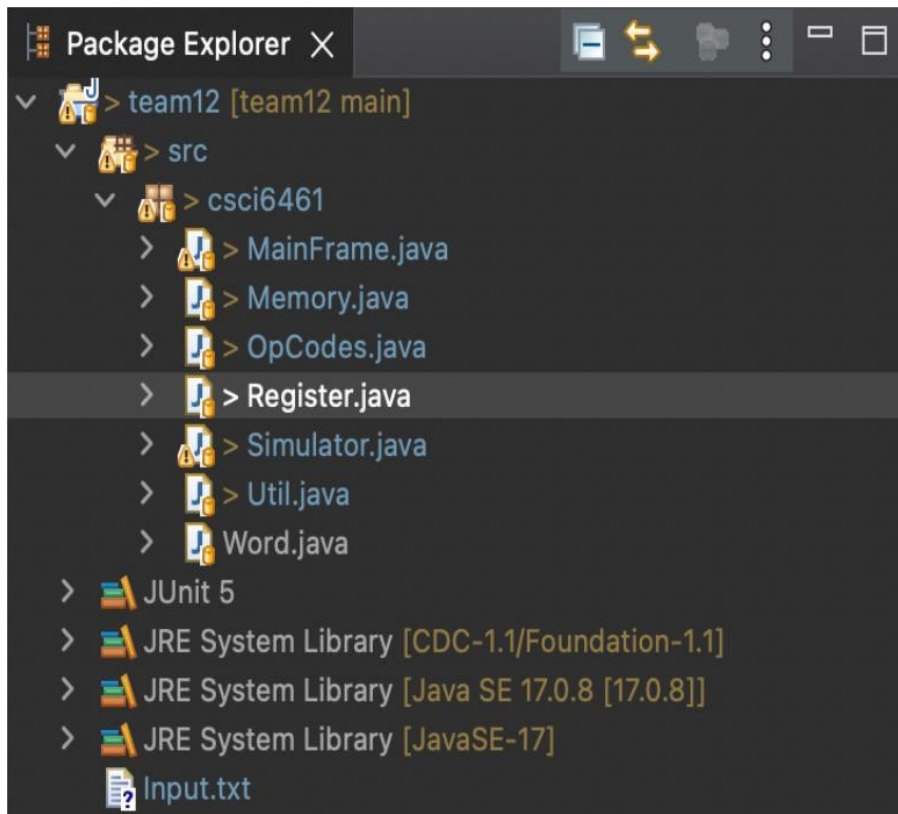 Package Explorer
> team12 [team12 main]
> src
> csci6461
> MainFrame.java
> Memory.java
> OpCodes.java
> Register.java
> Simulator.java
> Util.java
Word.java
JUnit 5
JRE System Library [CDC-1.1/Foundation-1.1]
JRE System Library [Java SE 17.0.8 [17.0.8]]
JRE System Library [JavaSE-17]
Input.txt